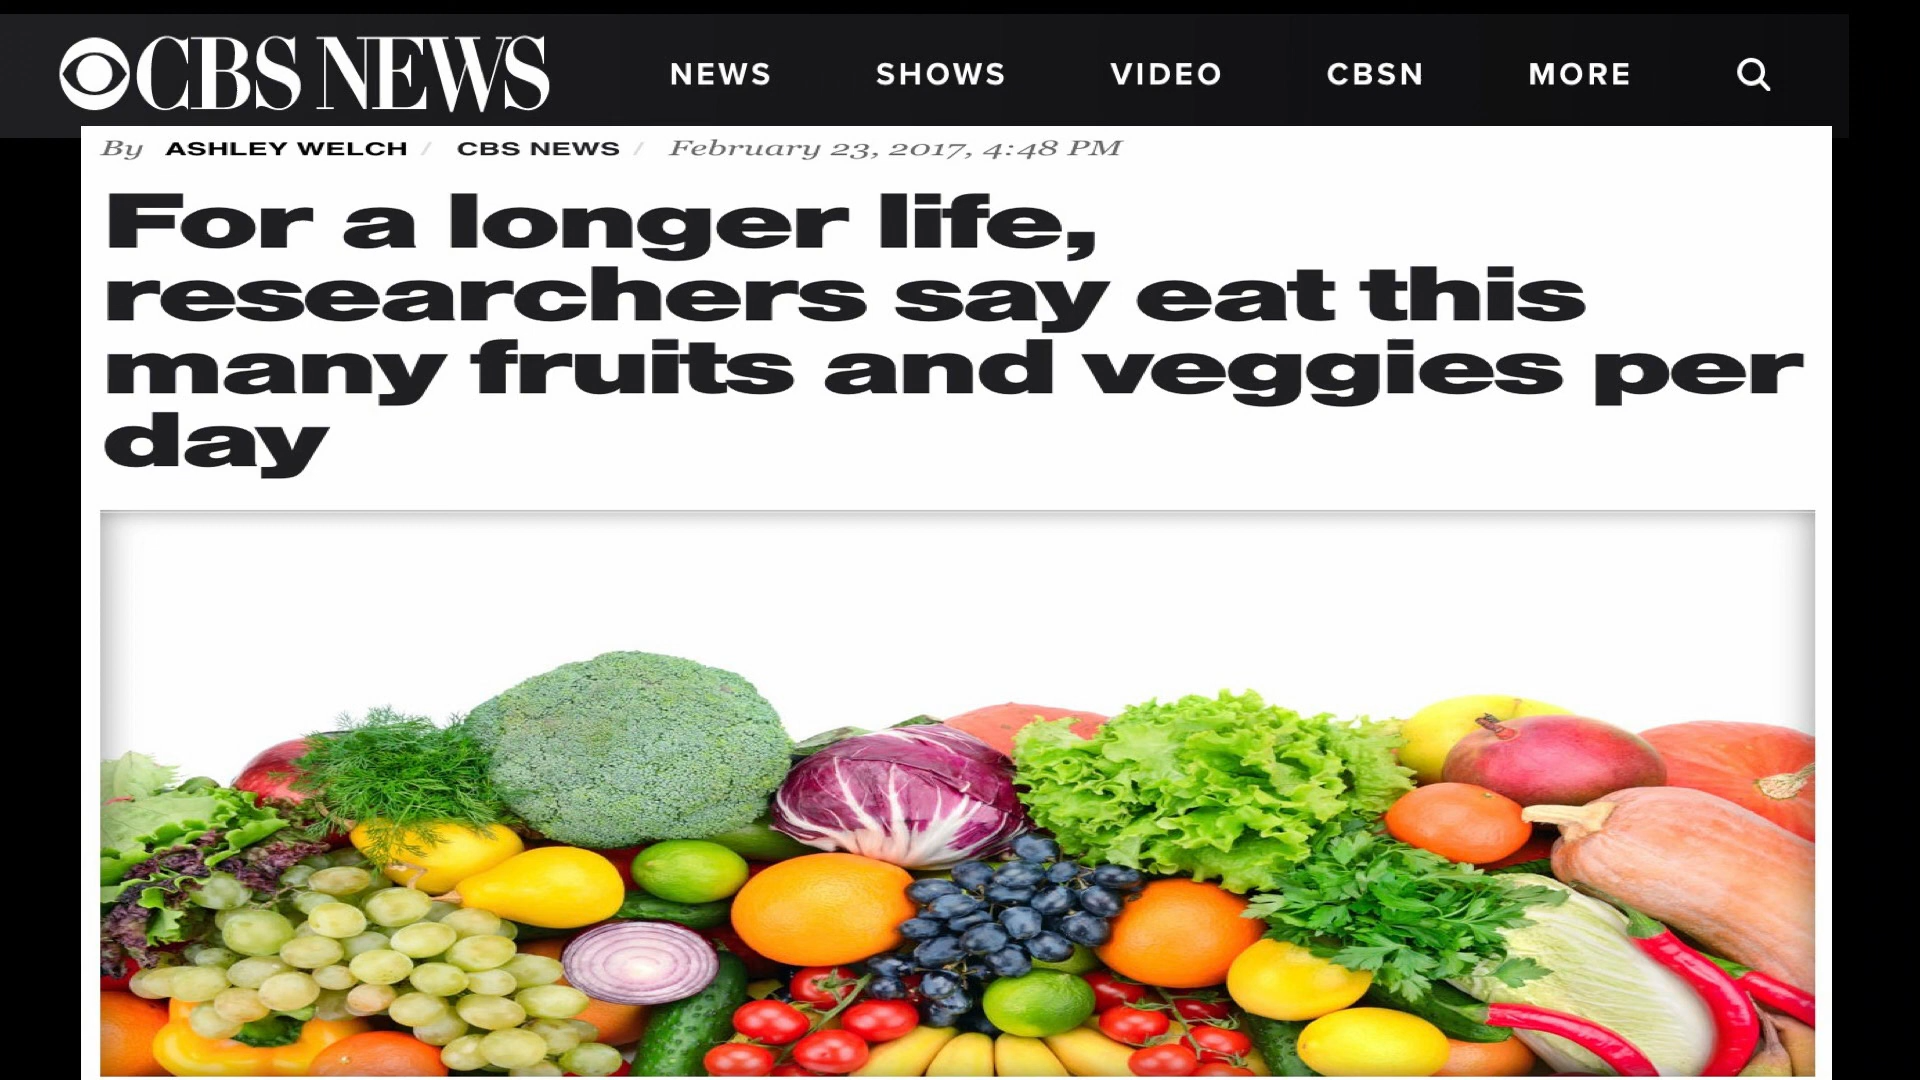 CBS NEWS NEWS SHOWS VIDEO CBSN MORE
By ASHLEY WELCH / CBS NEWS / February 23, 2017, 4:48 PM
For a longer life,
researchers say eat this
many fruits and veggies per
day